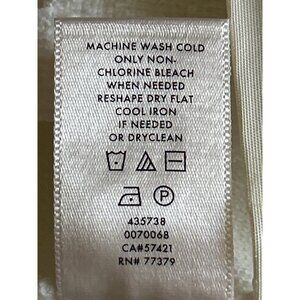 MACHINE WASH COLD
ONLY NON-
CHLORINE BLEACH
WHEN NEEDED
RESHAPE DRY FLAT
COOL IRON
IF NEEDED
OR DRYCLEAN
P
435738
0070068
CA#57421
RN# 77379